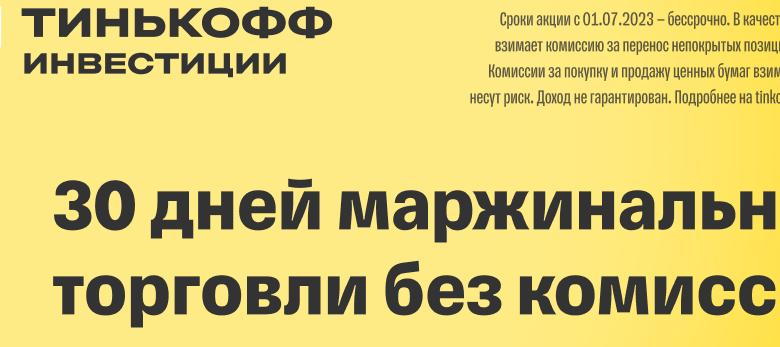 ТИНЬКОФФ
ИНВЕСТИЦИИ
Сроки акции с 01.07.2023 – бессрочно. В качест
взимает комиссию за перенос непокрытых позиц
Комиссии за покупку и продажу ценных бумаг взим
несут риск. Доход не гарантирован. Подробнее на tinko
30 дней маржинальн
торговли без комисс